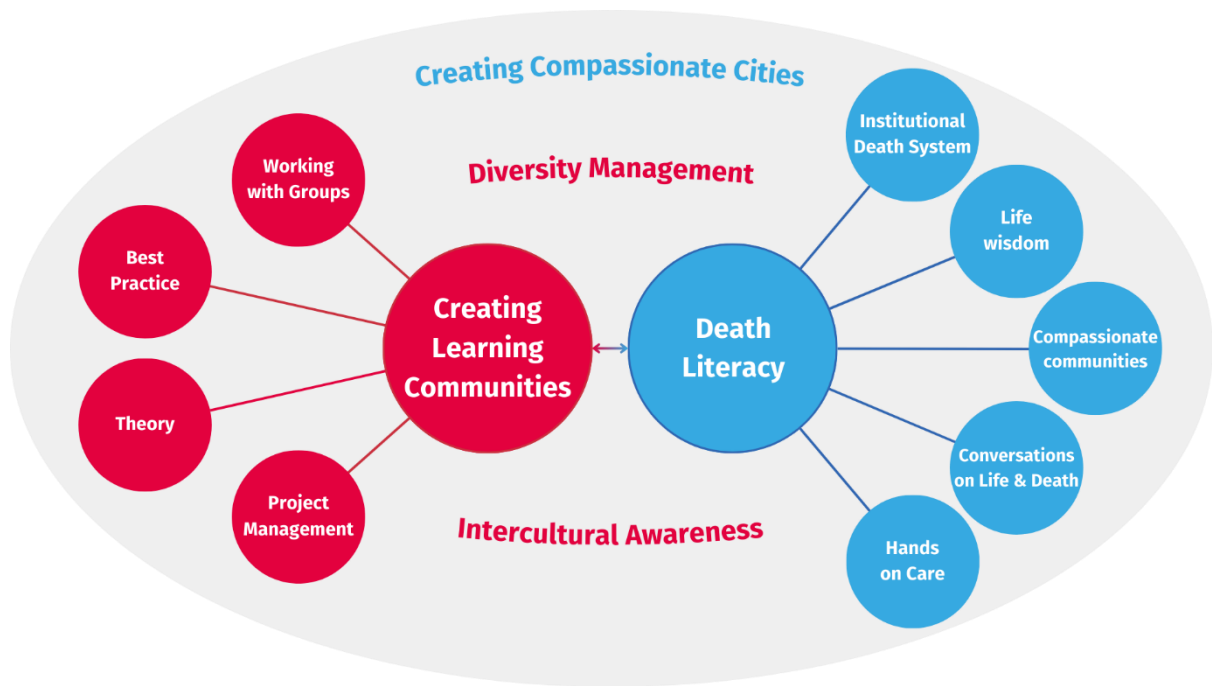 Creating Compassionate Cities
Diversity Management
Working
with Groups
Best
Practice
Theory
Project
Management
Creating
Learning
Communities
Death
Literacy
Institutional
Death System
Life
wisdom
Compassionate
communities
Conversations
on Life & Death
Hands
on Care
Intercultural Awareness